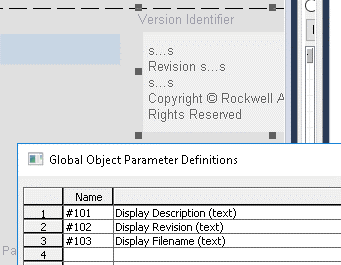 Version Identifier
s...s
Revision s...s
s...s
Copyright © Rockwell A
Rights Reserved
Global Object Parameter Definitions
Name
1 #101 Display Description (text)
2 #102 Display Revision (text)
3 #103 Display Filename (text)
4
Pa